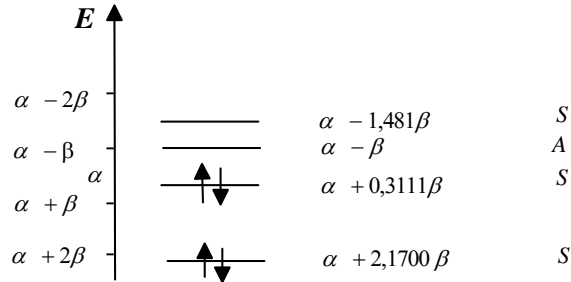 E
α − 2β
α − 1,481β S
α − β
α − β A
α
α + 0,3111β S
α + β
α + 2β
α + 2,1700 β S